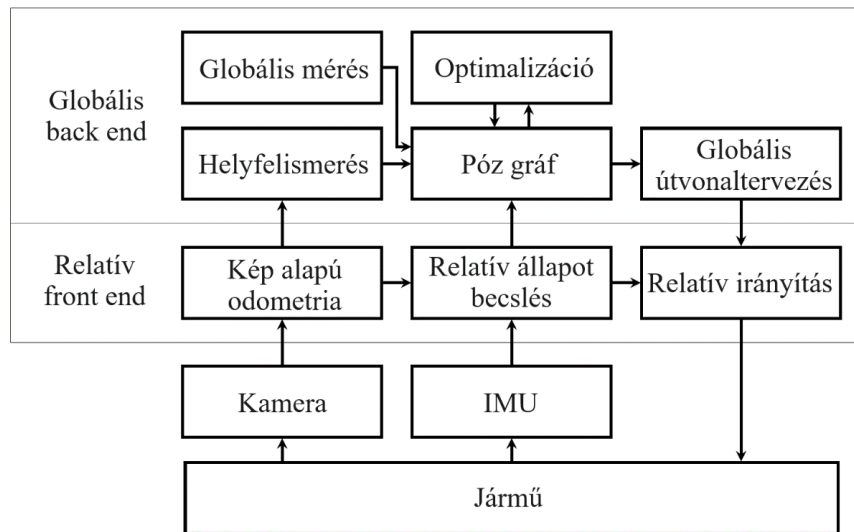 Globális
back end
Globális mérés
Optimalizáció
Helyfelismerés
Póz gráf
Globális
útvonaltervezés
Relatív
front end
Kép alapú
odometria
Relatív állapot
becslés
Relatív irányítás
Kamera
IMU
Jármű